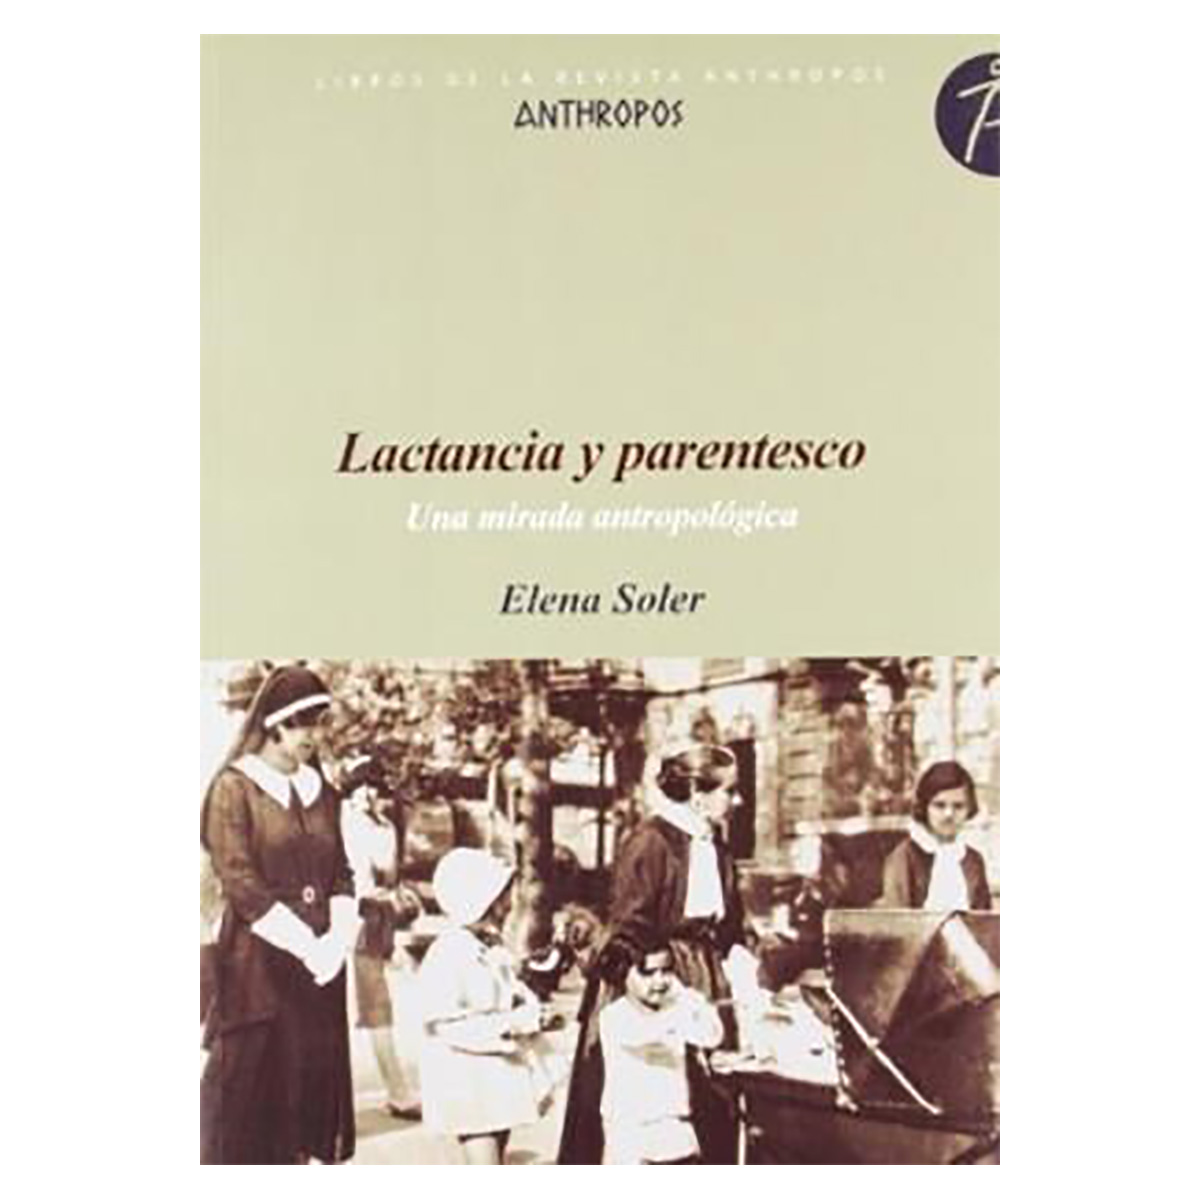 LIBROS DE LA REVISTA ANTHROPOS
ANTHROPOS
Lactancia y parentesco
Una mirada antropológica
Elena Soler